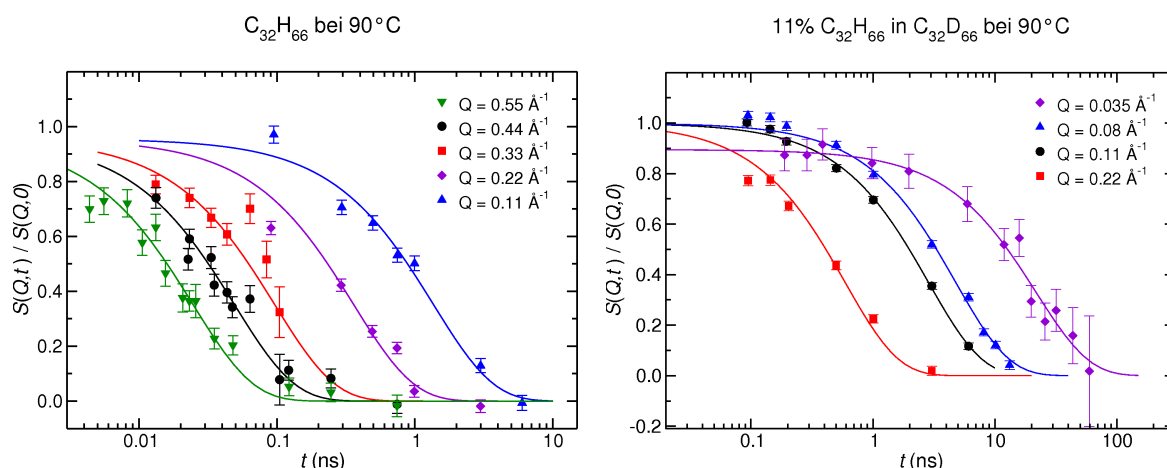 C₃₂H₆₆ bei 90°C
S(Q,t) / S(Q,0)
1.0
0.8
0.6
0.4
0.2
0.0
Q = 0.55 Å⁻¹
Q = 0.44 Å⁻¹
Q = 0.33 Å⁻¹
Q = 0.22 Å⁻¹
Q = 0.11 Å⁻¹
0.01
0.1
1
10
t (ns)
11% C₃₂H₆₆ in C₃₂D₆₆ bei 90°C
S(Q,t) / S(Q,0)
1.0
0.8
0.6
0.4
0.2
0.0
-0.2
Q = 0.035 Å⁻¹
Q = 0.08 Å⁻¹
Q = 0.11 Å⁻¹
Q = 0.22 Å⁻¹
0.1
1
10
100
t (ns)